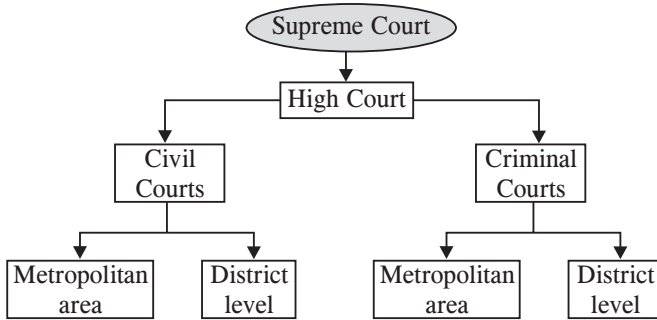 Supreme Court
High Court
Civil
Courts
Criminal
Courts
Metropolitan
area
District
level
Metropolitan
area
District
level